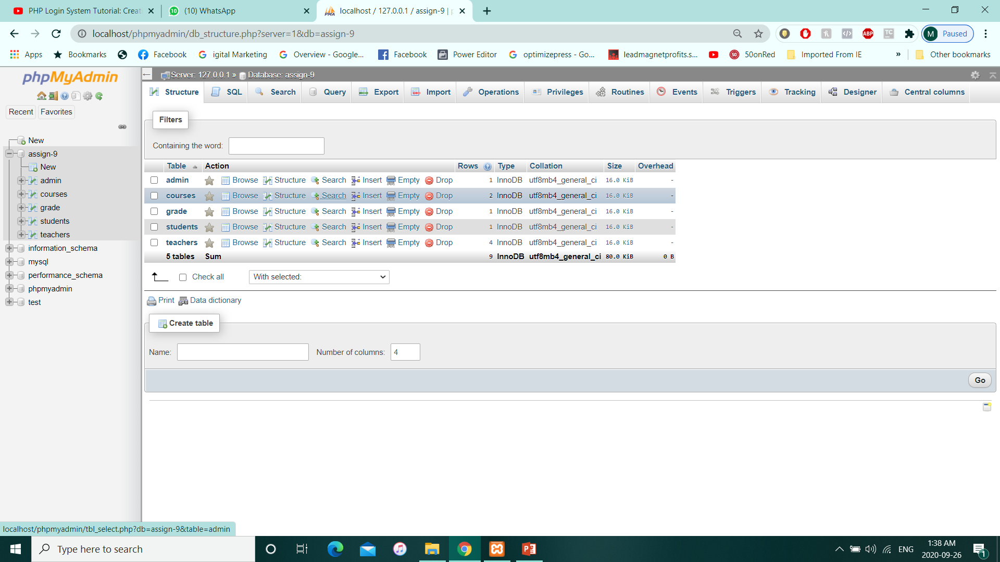 PHP Login System Tutorial: Creat
(10) WhatsApp
localhost / 127.0.0.1 / assign-9 | p
localhost/phpmyadmin/db_structure.php?server=1&db=assign-9
ABP
TC
M Paused
Apps Bookmarks Facebook igital Marketing Overview - Google... Facebook Power Editor optimizepress - Go... leadmagnetprofits.s... 50onRed Imported From IE » Other bookmarks
phpMyAdmin
Recent Favorites
New
assign-9
New
admin
courses
grade
students
teachers
information_schema
mysql
performance_schema
phpmyadmin
test
Server: 127.0.0.1 » Database: assign-9
Structure SQL Search Query Export Import Operations Privileges Routines Events Triggers Tracking Designer Central columns
Filters
Containing the word:
Table Action Rows Type Collation Size Overhead
admin Browse Structure Search Insert Empty Drop 1 InnoDB utf8mb4_general_ci 16.0 KiB -
courses Browse Structure Search Insert Empty Drop 2 InnoDB utf8mb4_general_ci 16.0 KiB -
grade Browse Structure Search Insert Empty Drop 1 InnoDB utf8mb4_general_ci 16.0 KiB -
students Browse Structure Search Insert Empty Drop 1 InnoDB utf8mb4_general_ci 16.0 KiB -
teachers Browse Structure Search Insert Empty Drop 4 InnoDB utf8mb4_general_ci 16.0 KiB -
5 tables Sum 9 InnoDB utf8mb4_general_ci 80.0 KiB 0 B
Check all With selected:
Print Data dictionary
Create table
Name: Number of columns: 4
Go
localhost/phpmyadmin/tbl_select.php?db=assign-9&table=admin
Type here to search
ENG
1:38 AM
2020-09-26
1